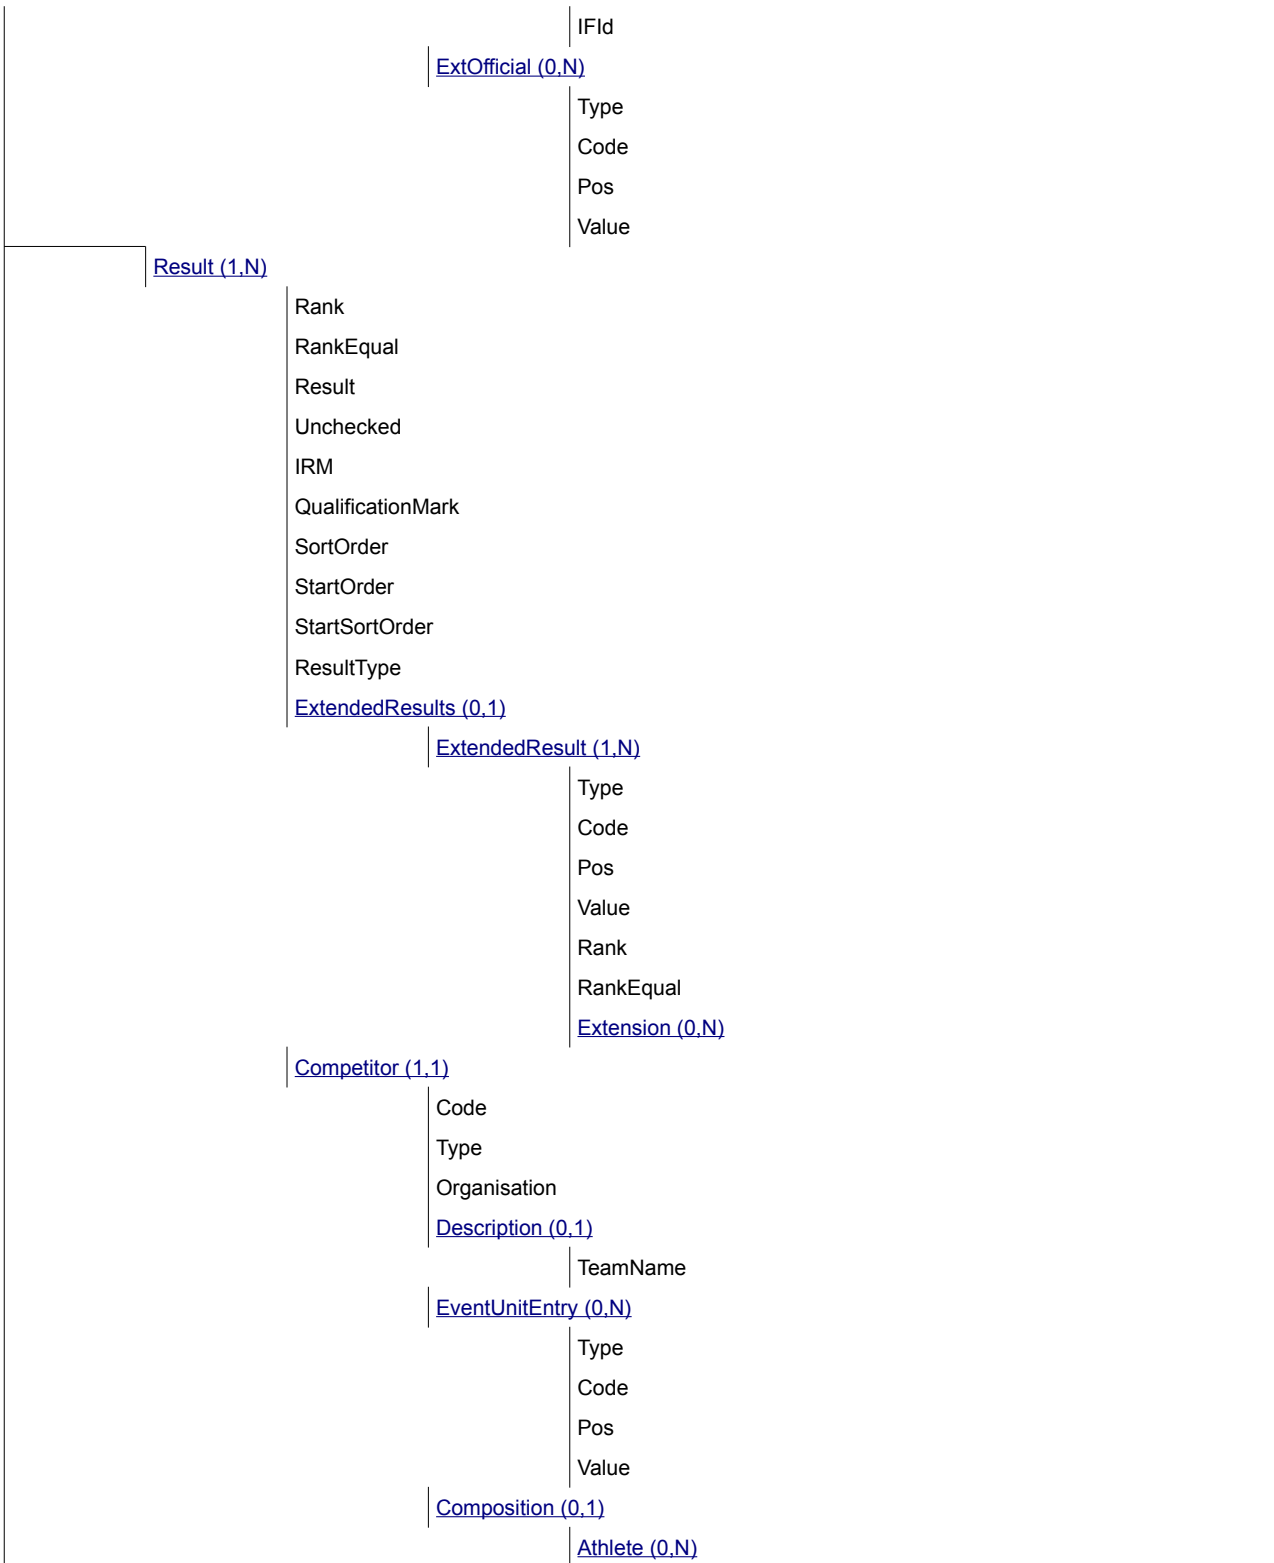 IFId
ExtOfficial (0,N)
Type
Code
Pos
Value
Result (1,N)
Rank
RankEqual
Result
Unchecked
IRM
QualificationMark
SortOrder
StartOrder
StartSortOrder
ResultType
ExtendedResults (0,1)
ExtendedResult (1,N)
Type
Code
Pos
Value
Rank
RankEqual
Extension (0,N)
Competitor (1,1)
Code
Type
Organisation
Description (0,1)
TeamName
EventUnitEntry (0,N)
Type
Code
Pos
Value
Composition (0,1)
Athlete (0,N)